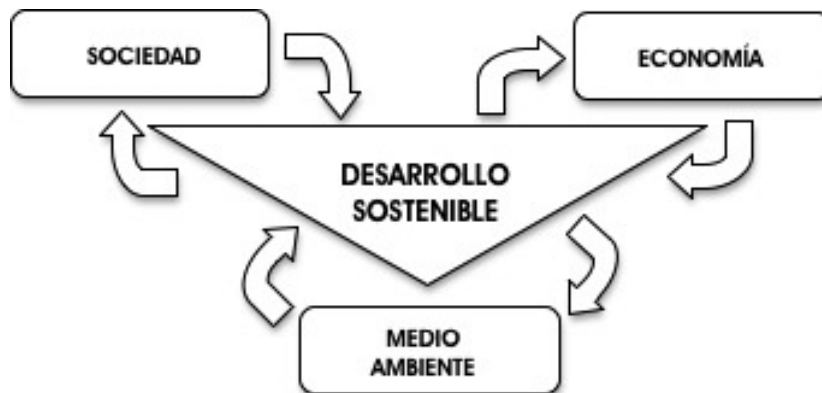 SOCIEDAD
ECONOMÍA
DESARROLLO
SOSTENIBLE
MEDIO
AMBIENTE